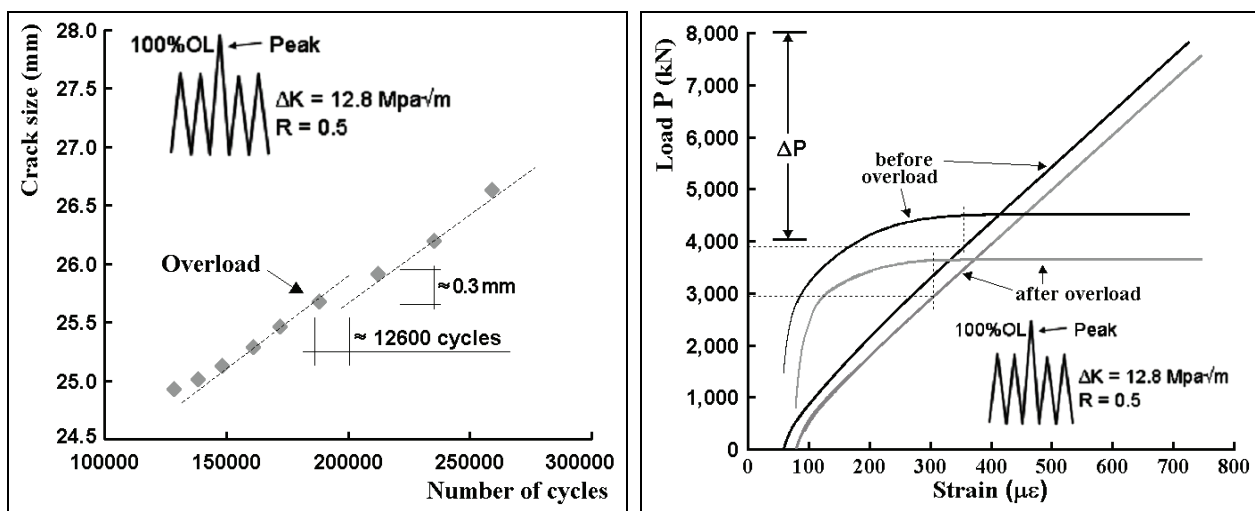 28.0
27.5
27.0
26.5
26.0
25.5
25.0
24.5
Crack size (mm)
100%OL
Peak
ΔK = 12.8 Mpa√m
R = 0.5
Overload
≈0.3 mm
≈ 12600 cycles
100000 150000 200000 250000 300000
Number of cycles
8,000
7,000
6,000
5,000
4,000
3,000
2,000
1,000
0
Load P (kN)
ΔP
before
overload
after overload
100%OL
Peak
ΔK = 12.8 Mpa√m
R = 0.5
0 100 200 300 400 500 600 700 800
Strain (με)